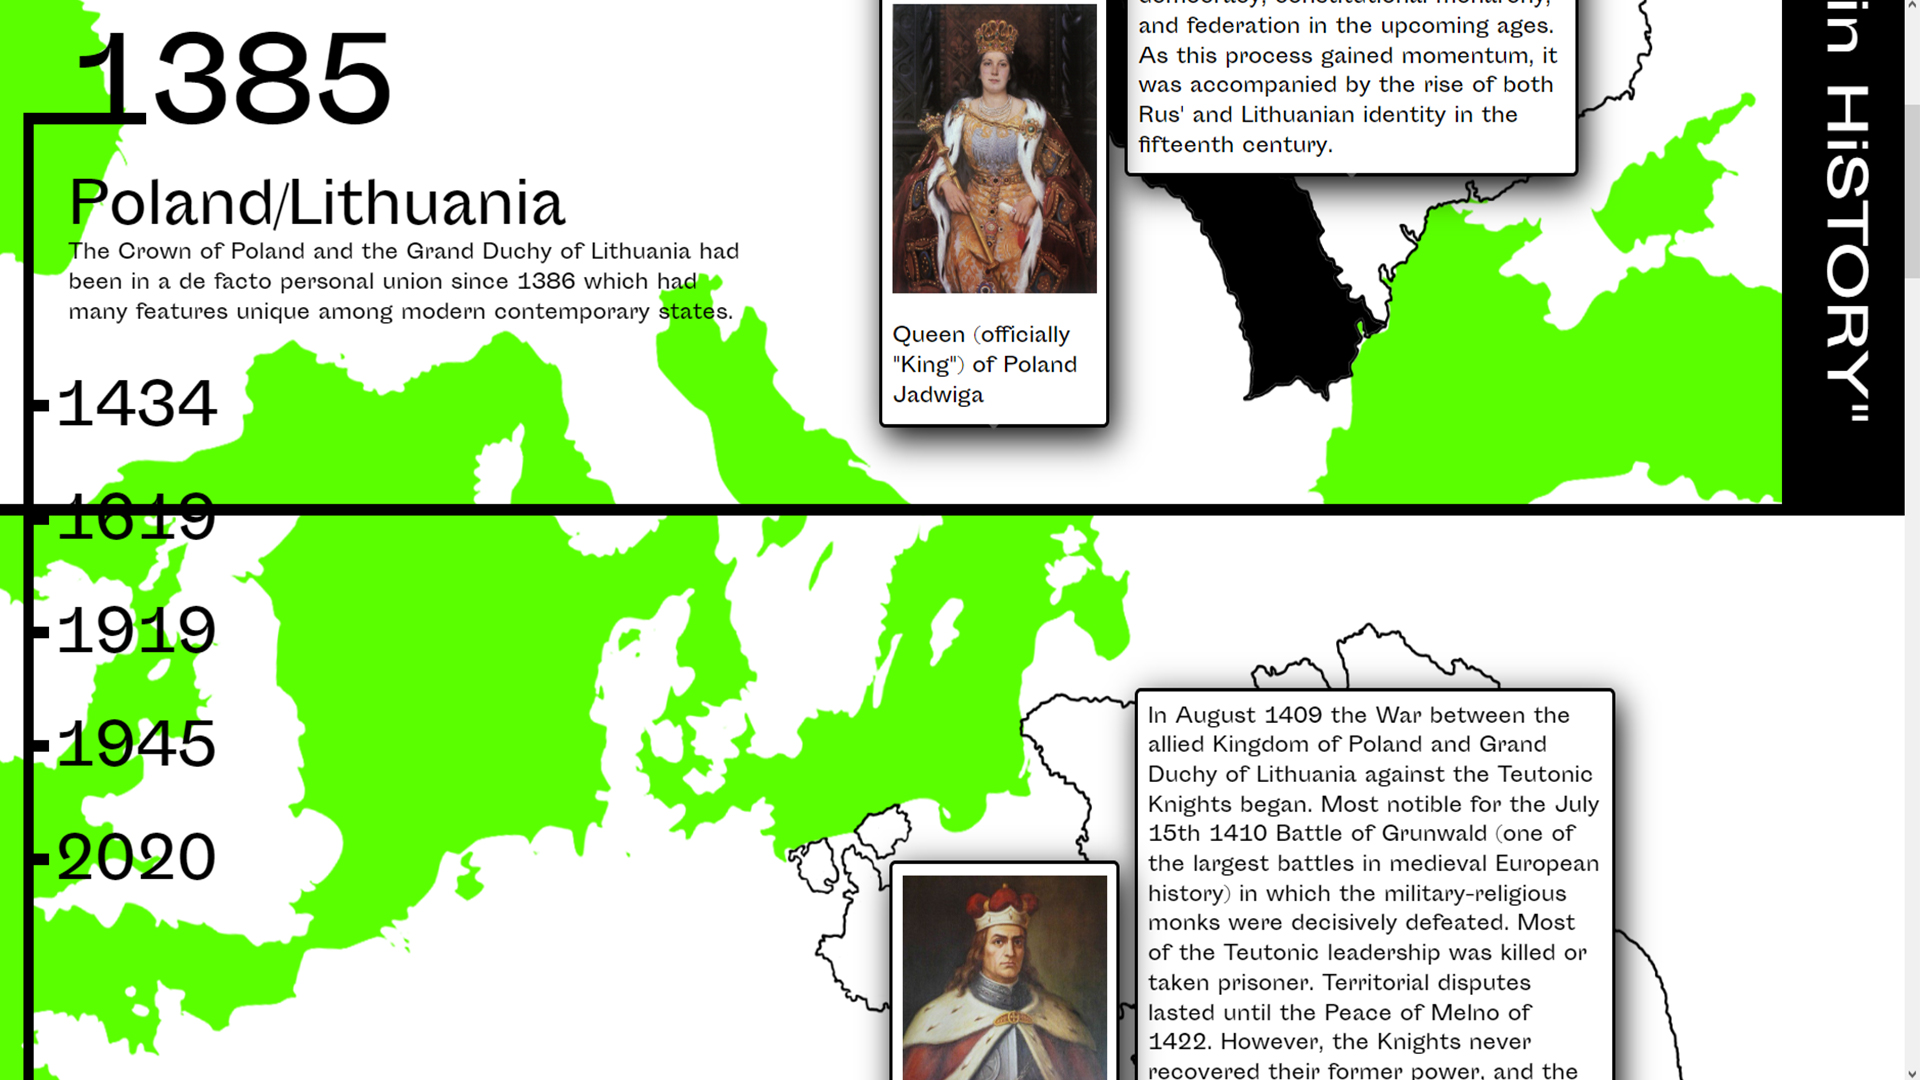 democracy, constitutional monarchy,
and federation in the upcoming ages.
As this process gained momentum, it
was accompanied by the rise of both
Rus' and Lithuanian identity in the
fifteenth century.
1385
Poland/Lithuania
The Crown of Poland and the Grand Duchy of Lithuania had
been in a de facto personal union since 1386 which had
many features unique among modern contemporary states.
Queen (officially
"King") of Poland
Jadwiga
in HiSTORY"
1434
1619
1919
1945
2020
In August 1409 the War between the
allied Kingdom of Poland and Grand
Duchy of Lithuania against the Teutonic
Knights began. Most notible for the July
15th 1410 Battle of Grunwald (one of
the largest battles in medieval European
history) in which the military-religious
monks were decisively defeated. Most
of the Teutonic leadership was killed or
taken prisoner. Territorial disputes
lasted until the Peace of Melno of
1422. However, the Knights never
recovered their former power, and the